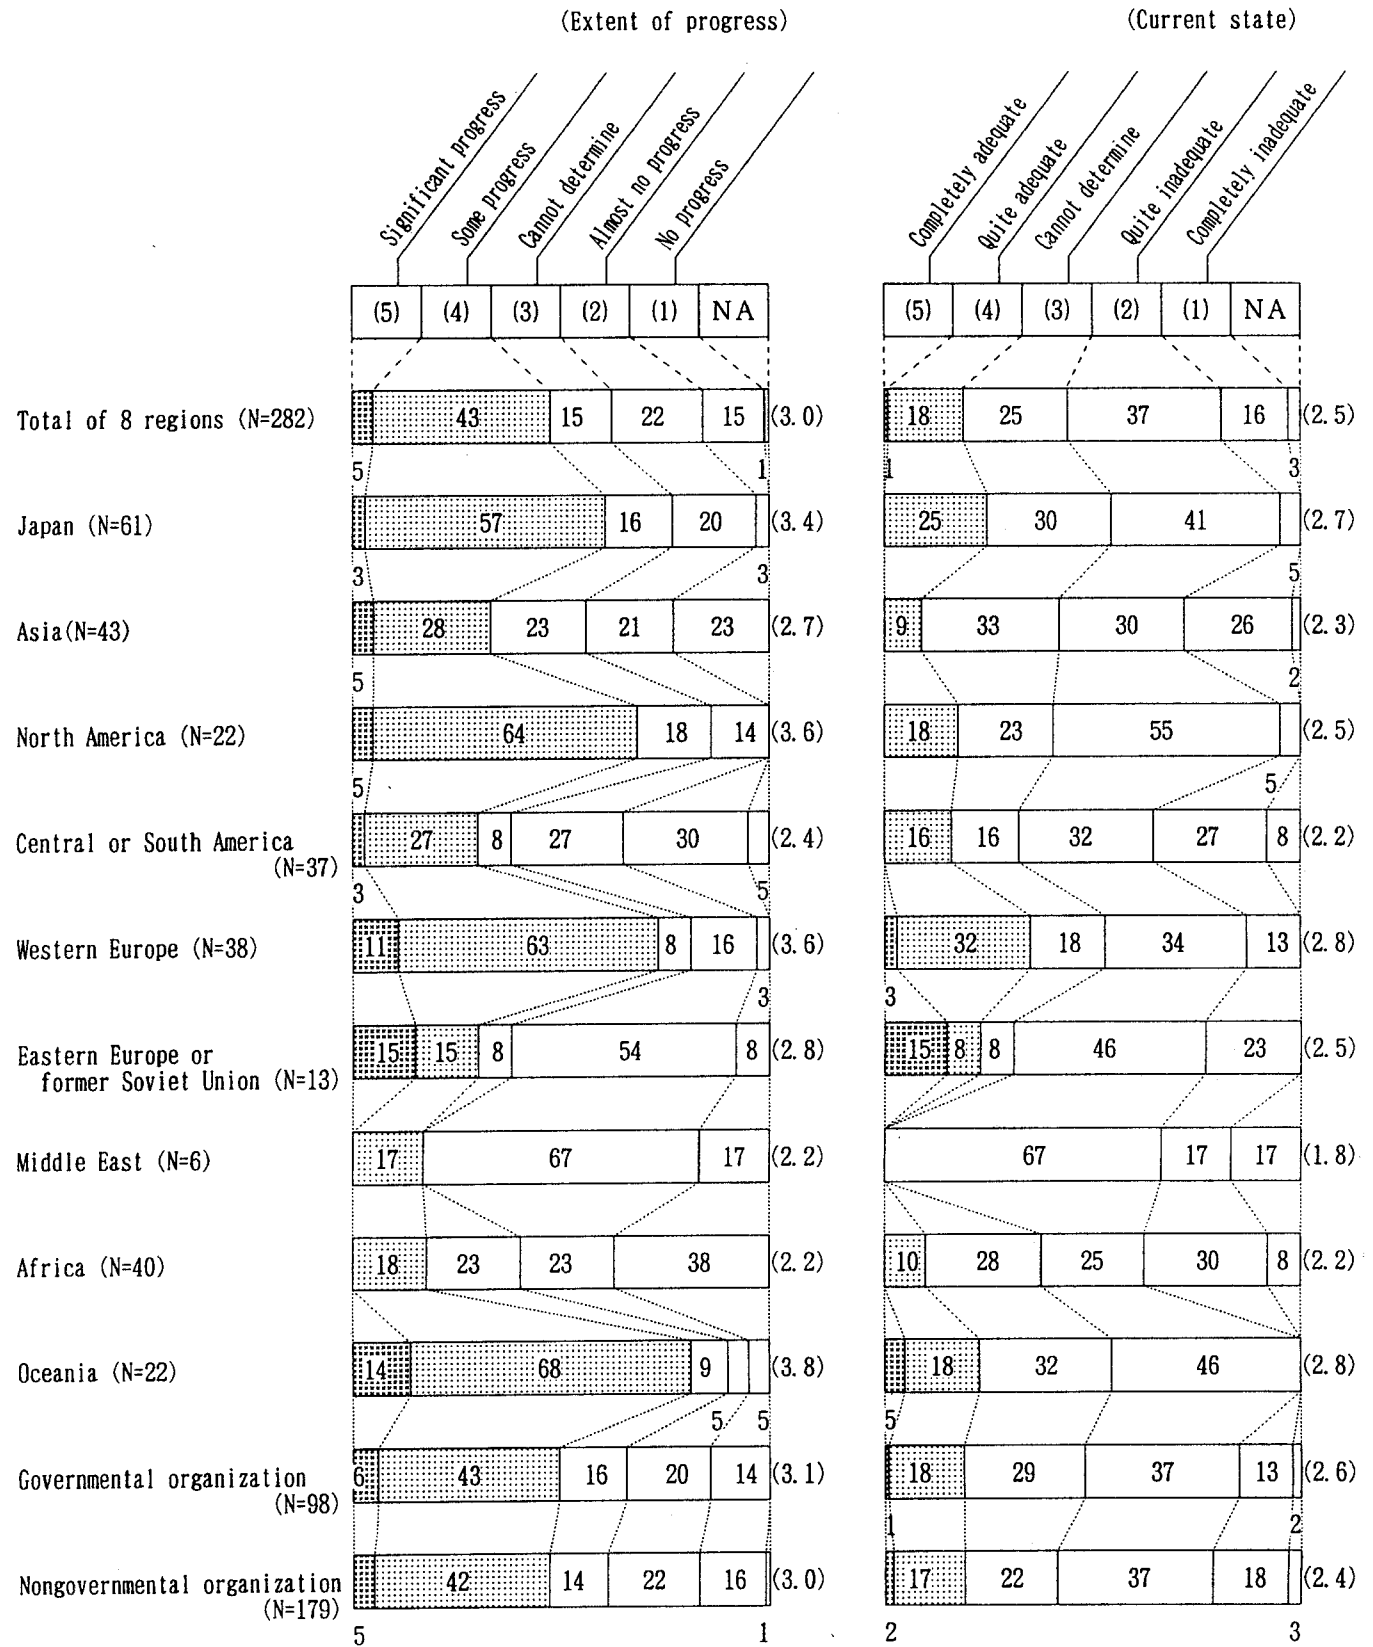 (Extent of progress) (Current state)
Significant progress
Some progress
Cannot determine
Almost no progress
No progress
Completely adequate
Quite adequate
Cannot determine
Quite inadequate
Completely inadequate
(5) (4) (3) (2) (1) NA (5) (4) (3) (2) (1) NA
Total of 8 regions (N=282) 43 15 22 15 (3.0) 18 25 37 16 (2.5)
5 1 1 3
Japan (N=61) 57 16 20 (3.4) 25 30 41 (2.7)
3 3 5
Asia(N=43) 28 23 21 23 (2.7) 9 33 30 26 (2.3)
5 2
North America (N=22) 64 18 14 (3.6) 18 23 55 (2.5)
5 5
Central or South America 27 8 27 30 (2.4) 16 16 32 27 8 (2.2)
(N=37)
3 5
Western Europe (N=38) 11 63 8 16 (3.6) 32 18 34 13 (2.8)
3 3
Eastern Europe or 15 15 8 54 8 (2.8) 15 8 8 46 23 (2.5)
former Soviet Union (N=13)
Middle East (N=6) 17 67 17 (2.2) 67 17 17 (1.8)
Africa (N=40) 18 23 23 38 (2.2) 10 28 25 30 8 (2.2)
Oceania (N=22) 14 68 9 (3.8) 18 32 46 (2.8)
5 5 5
Governmental organization 6 43 16 20 14 (3.1) 18 29 37 13 (2.6)
(N=98)
1 2
Nongovernmental organization 42 14 22 16 (3.0) 17 22 37 18 (2.4)
(N=179)
5 1 2 3